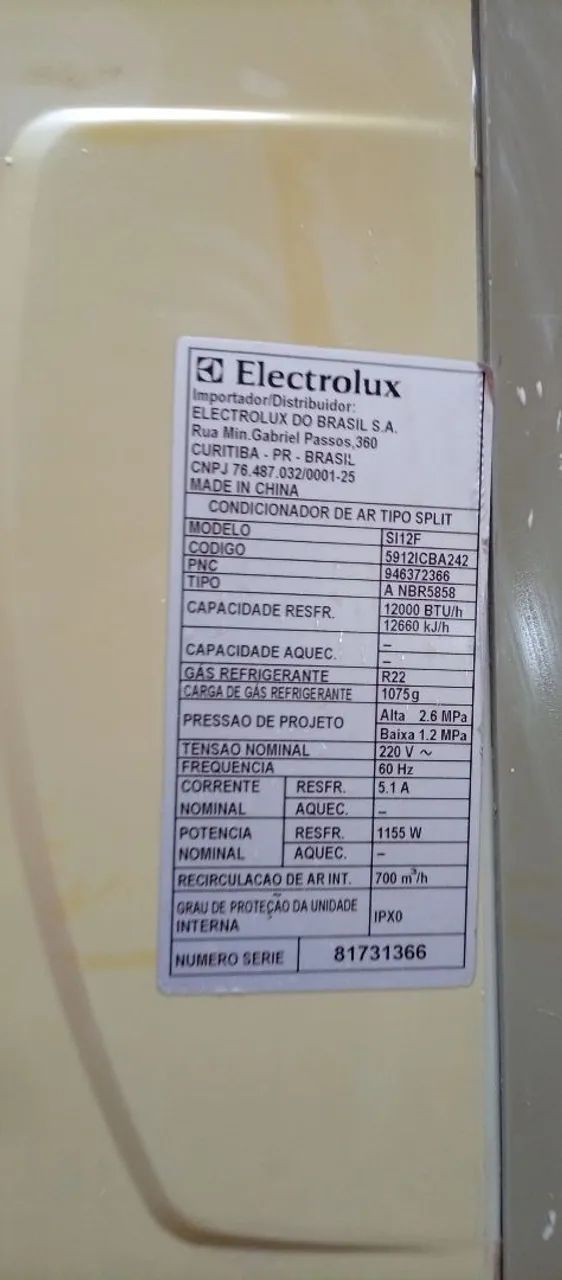 Electrolux
Importador/Distribuidor:
ELECTROLUX DO BRASIL S.A.
Rua Min.Gabriel Passos,360
CURITIBA - PR - BRASIL
CNPJ 76.487.032/0001-25
MADE IN CHINA
CONDICIONADOR DE AR TIPO SPLIT
MODELO SI12F
CODIGO 5912ICBA242
PNC 946372366
TIPO A NBR5858
CAPACIDADE RESFR. 12000 BTU/h
12660 kJ/h
CAPACIDADE AQUEC. –
–
GÁS REFRIGERANTE R22
CARGA DE GÁS REFRIGERANTE 1075g
PRESSAO DE PROJETO Alta 2.6 MPa
Baixa 1.2 MPa
TENSAO NOMINAL 220 V ~
FREQUENCIA 60 Hz
CORRENTE RESFR. 5.1 A
NOMINAL AQUEC. –
POTENCIA RESFR. 1155 W
NOMINAL AQUEC. –
RECIRCULACAO DE AR INT. 700 m³/h
GRAU DE PROTEÇÃO DA UNIDADE
INTERNA IPX0
NUMERO SERIE 81731366